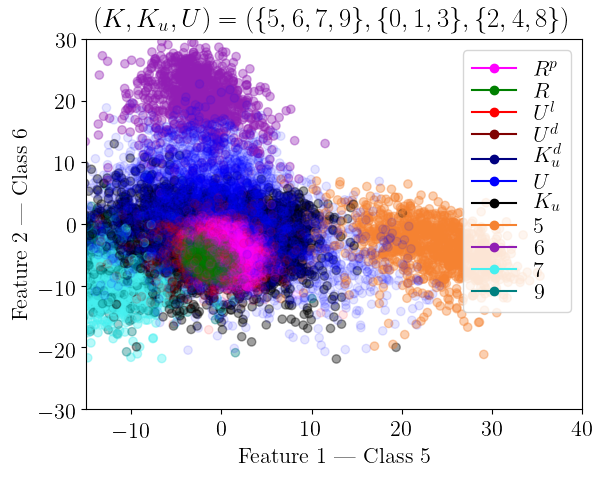 (K, K_u, U) = ({5, 6, 7, 9}, {0, 1, 3}, {2, 4, 8})
30
20
10
0
−10
−20
−30
−10
0
10
20
30
40
Feature 2 — Class 6
Feature 1 — Class 5
R^p
R
U^l
U^d
K_u^d
U
K_u
5
6
7
9